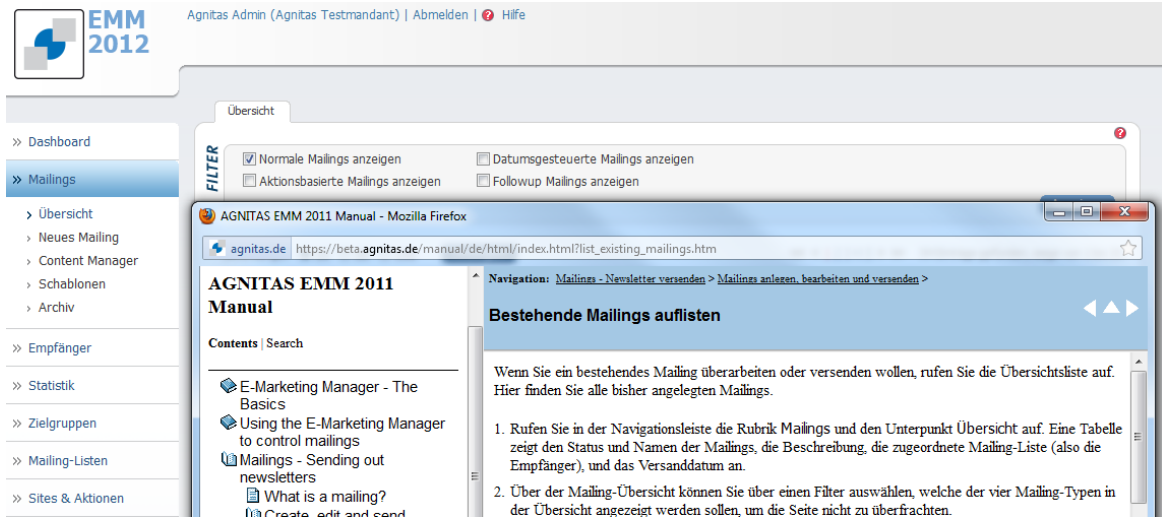 EMM
2012
Agnitas Admin (Agnitas Testmandant) | Abmelden | Hilfe
Übersicht
» Dashboard
» Mailings
› Übersicht
› Neues Mailing
› Content Manager
› Schablonen
› Archiv
» Empfänger
» Statistik
» Zielgruppen
» Mailing-Listen
» Sites & Aktionen
FILTER
Normale Mailings anzeigen
Datumsgesteuerte Mailings anzeigen
Aktionsbasierte Mailings anzeigen
Followup Mailings anzeigen
AGNITAS EMM 2011 Manual - Mozilla Firefox
agnitas.de https://beta.agnitas.de/manual/de/html/index.html?list_existing_mailings.htm
AGNITAS EMM 2011
Manual
Contents | Search
E-Marketing Manager - The
Basics
Using the E-Marketing Manager
to control mailings
Mailings - Sending out
newsletters
What is a mailing?
Create, edit and send
Navigation: Mailings - Newsletter versenden > Mailings anlegen, bearbeiten und versenden >
Bestehende Mailings auflisten
Wenn Sie ein bestehendes Mailing überarbeiten oder versenden wollen, rufen Sie die Übersichtsliste auf.
Hier finden Sie alle bisher angelegten Mailings.
1. Rufen Sie in der Navigationsleiste die Rubrik Mailings und den Unterpunkt Übersicht auf. Eine Tabelle
zeigt den Status und Namen der Mailings, die Beschreibung, die zugeordnete Mailing-Liste (also die
Empfänger), und das Versanddatum an.
2. Über der Mailing-Übersicht können Sie über einen Filter auswählen, welche der vier Mailing-Typen in
der Übersicht angezeigt werden sollen, um die Seite nicht zu überfrachten.